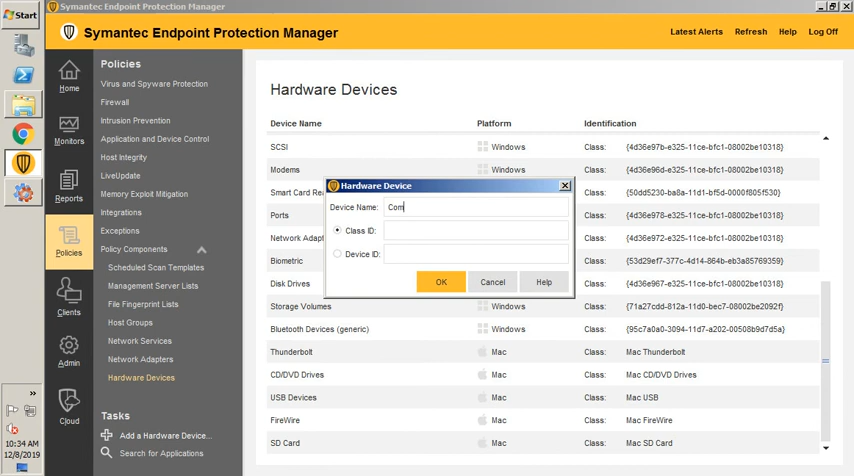 Start
Symantec Endpoint Protection Manager
Symantec Endpoint Protection Manager
Latest Alerts
Refresh
Help
Log Off
Home
Monitors
Reports
Policies
Clients
Admin
Cloud
Policies
Virus and Spyware Protection
Firewall
Intrusion Prevention
Application and Device Control
Host Integrity
LiveUpdate
Memory Exploit Mitigation
Integrations
Exceptions
Policy Components
Scheduled Scan Templates
Management Server Lists
File Fingerprint Lists
Host Groups
Network Services
Network Adapters
Hardware Devices
Tasks
Add a Hardware Device...
Search for Applications
Hardware Devices
Device Name Platform Identification
SCSI Windows Class: {4d36e97b-e325-11ce-bfc1-08002be10318}
Modems Windows Class: {4d36e96d-e325-11ce-bfc1-08002be10318}
Smart Card Rea Class: {50dd5230-ba8a-11d1-bf5d-0000f805f530}
Ports Class: {4d36e978-e325-11ce-bfc1-08002be10318}
Network Adapt Class: {4d36e972-e325-11ce-bfc1-08002be10318}
Biometric Class: {53d29ef7-377c-4d14-864b-eb3a85769359}
Disk Drives Class: {4d36e967-e325-11ce-bfc1-08002be10318}
Storage Volumes Windows Class: {71a27cdd-812a-11d0-bec7-08002be2092f}
Bluetooth Devices (generic) Windows Class: {95c7a0a0-3094-11d7-a202-00508b9d7d5a}
Thunderbolt Mac Class: Mac Thunderbolt
CD/DVD Drives Mac Class: Mac CD/DVD Drives
USB Devices Mac Class: Mac USB
FireWire Mac Class: Mac FireWire
SD Card Mac Class: Mac SD Card
Hardware Device
Device Name: Com
Class ID:
Device ID:
OK Cancel Help
10:34 AM
12/8/2019